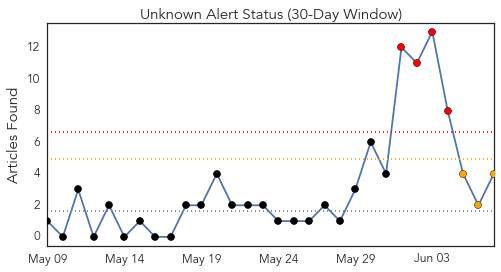 Unknown Alert Status (30-Day Window)
Articles Found
12
10
8
6
4
2
0
May 09 May 14 May 19 May 24 May 29 Jun 03